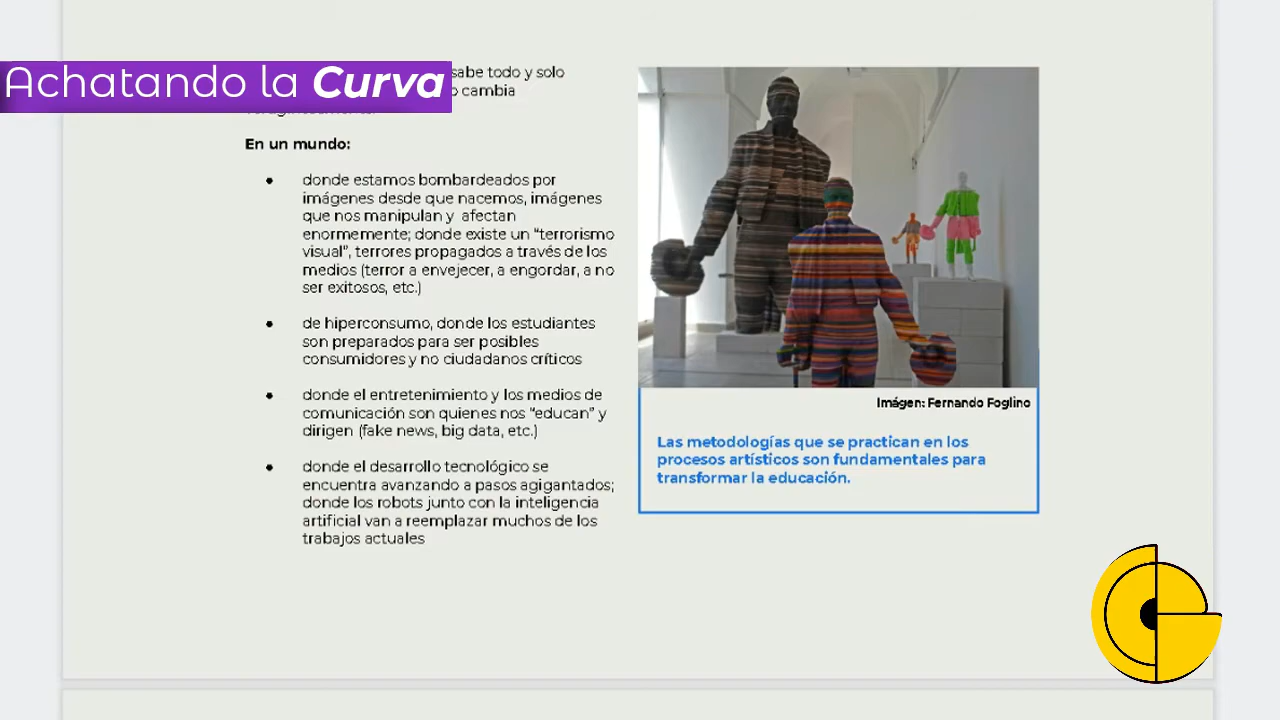 Achatando la Curva
sabe todo y solo
cambia
En un mundo:
donde estamos bombardeados por
imágenes desde que nacemos, imágenes
que nos manipulan y afectan
enormemente; donde existe un “terrorismo
visual”, terrores propagados a través de los
medios (terror a envejecer, a engordar, a no
ser exitosos, etc.)
de hiperconsumo, donde los estudiantes
son preparados para ser posibles
consumidores y no ciudadanos críticos
donde el entretenimiento y los medios de
comunicación son quienes nos “educan” y
dirigen (fake news, big data, etc.)
donde el desarrollo tecnológico se
encuentra avanzando a pasos agigantados;
donde los robots junto con la inteligencia
artificial van a reemplazar muchos de los
trabajos actuales
Imágen: Fernando Foglino
Las metodologías que se practican en los
procesos artísticos son fundamentales para
transformar la educación.